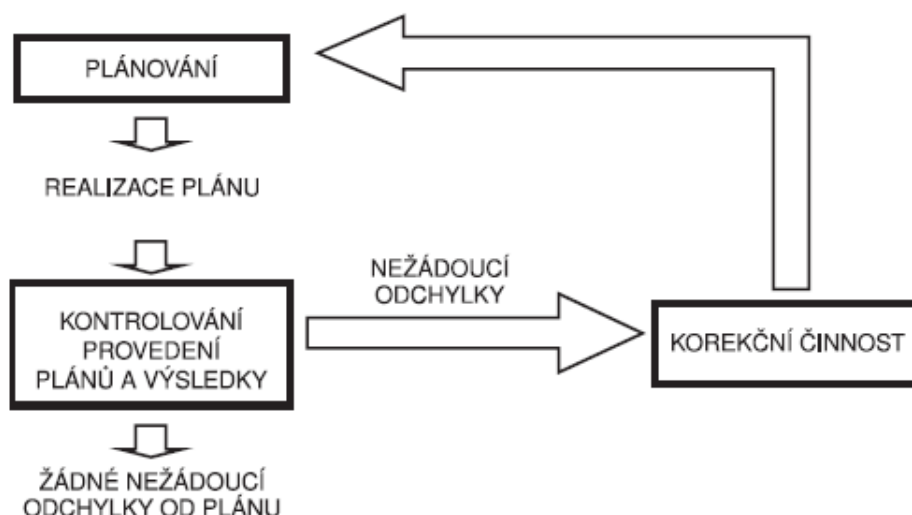 PLÁNOVÁNÍ
REALIZACE PLÁNU
NEŽÁDOUCÍ
ODCHYLKY
KONTROLOVÁNÍ
PROVEDENÍ
PLÁNŮ A VÝSLEDKY
KOREKČNÍ ČINNOST
ŽÁDNÉ NEŽÁDOUCÍ
ODCHYLKY OD PLÁNU